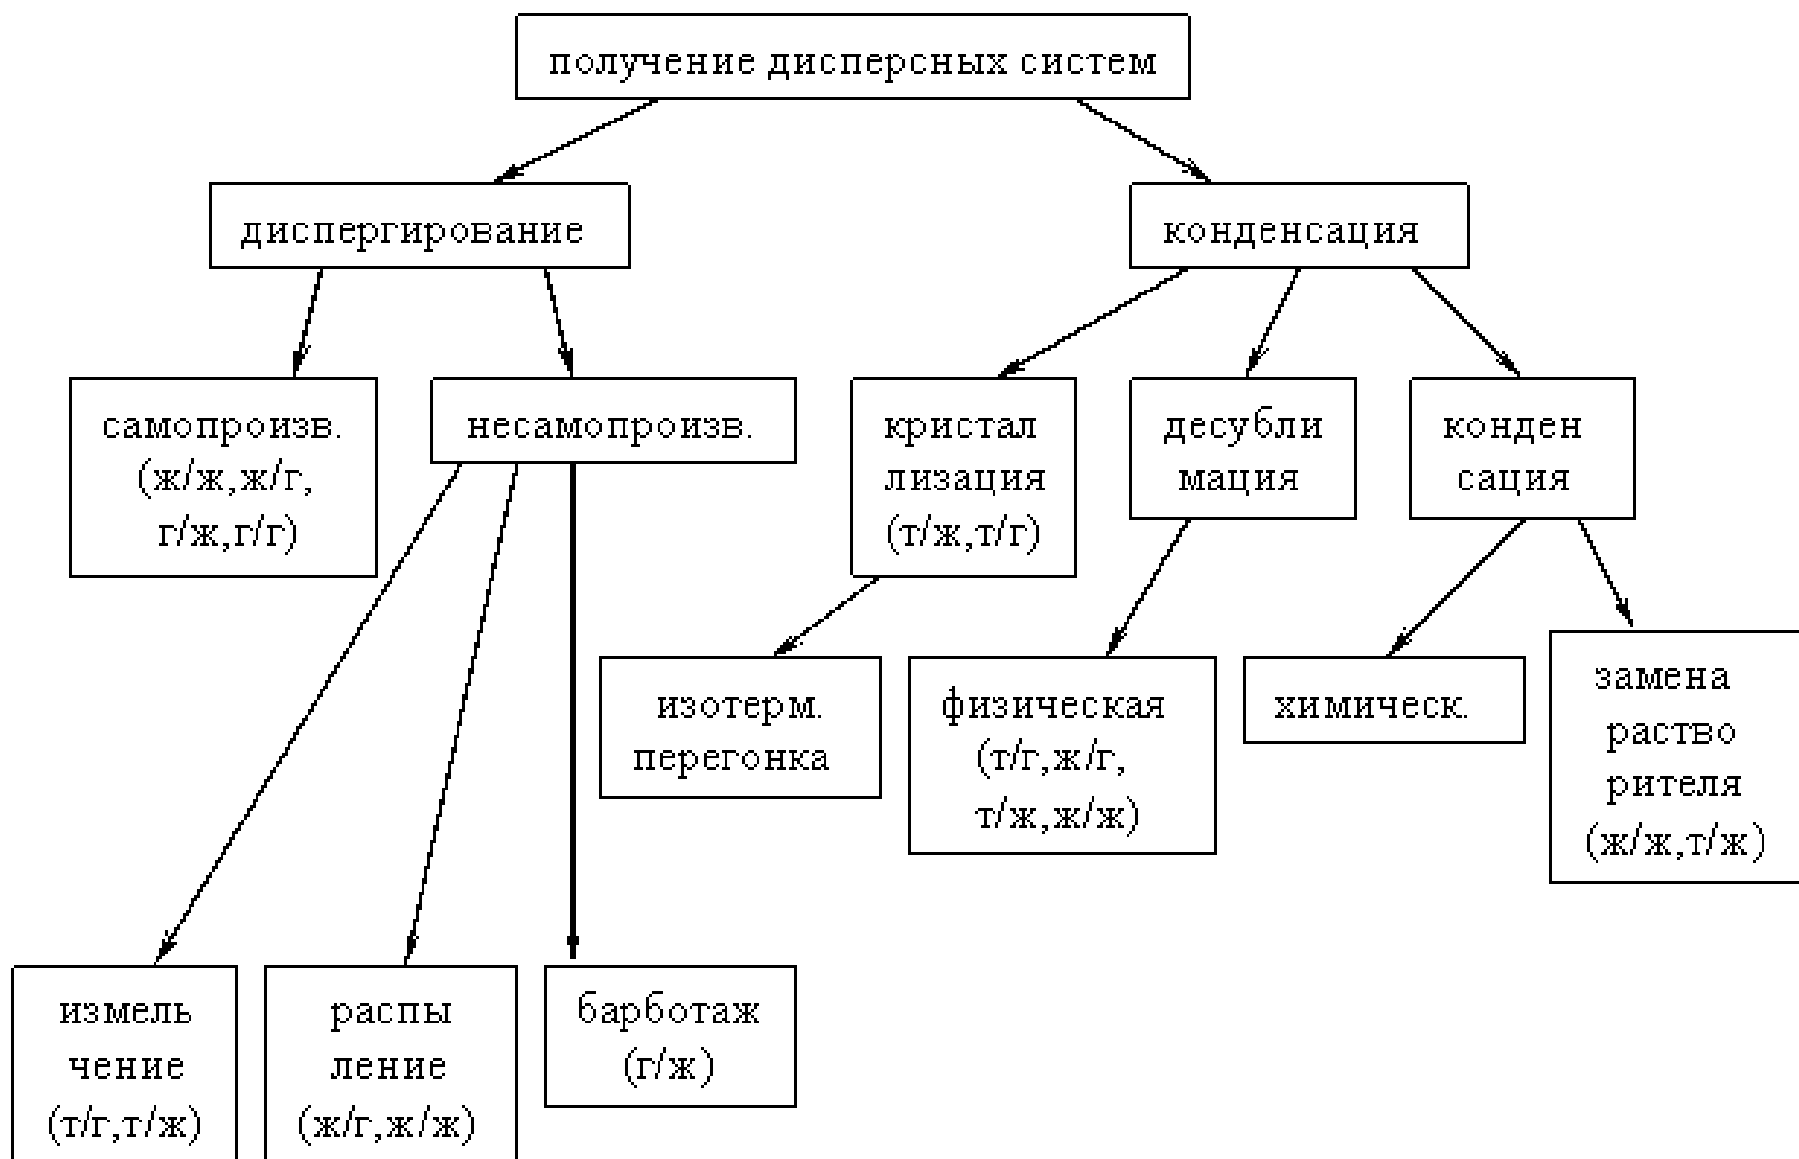 получение дисперсных систем
диспергирование
конденсация
самопроизв.
(ж/ж,ж/г,
г/ж,г/г)
несамопроизв.
кристал
лизация
(т/ж,т/г)
десубли
мация
конден
сация
изотерм.
перегонка
физическая
(т/г,ж/г,
т/ж,ж/ж)
химическ.
замена
раство
рителя
(ж/ж,т/ж)
измель
чение
(т/г,т/ж)
распы
ление
(ж/г,ж/ж)
барботаж
(г/ж)